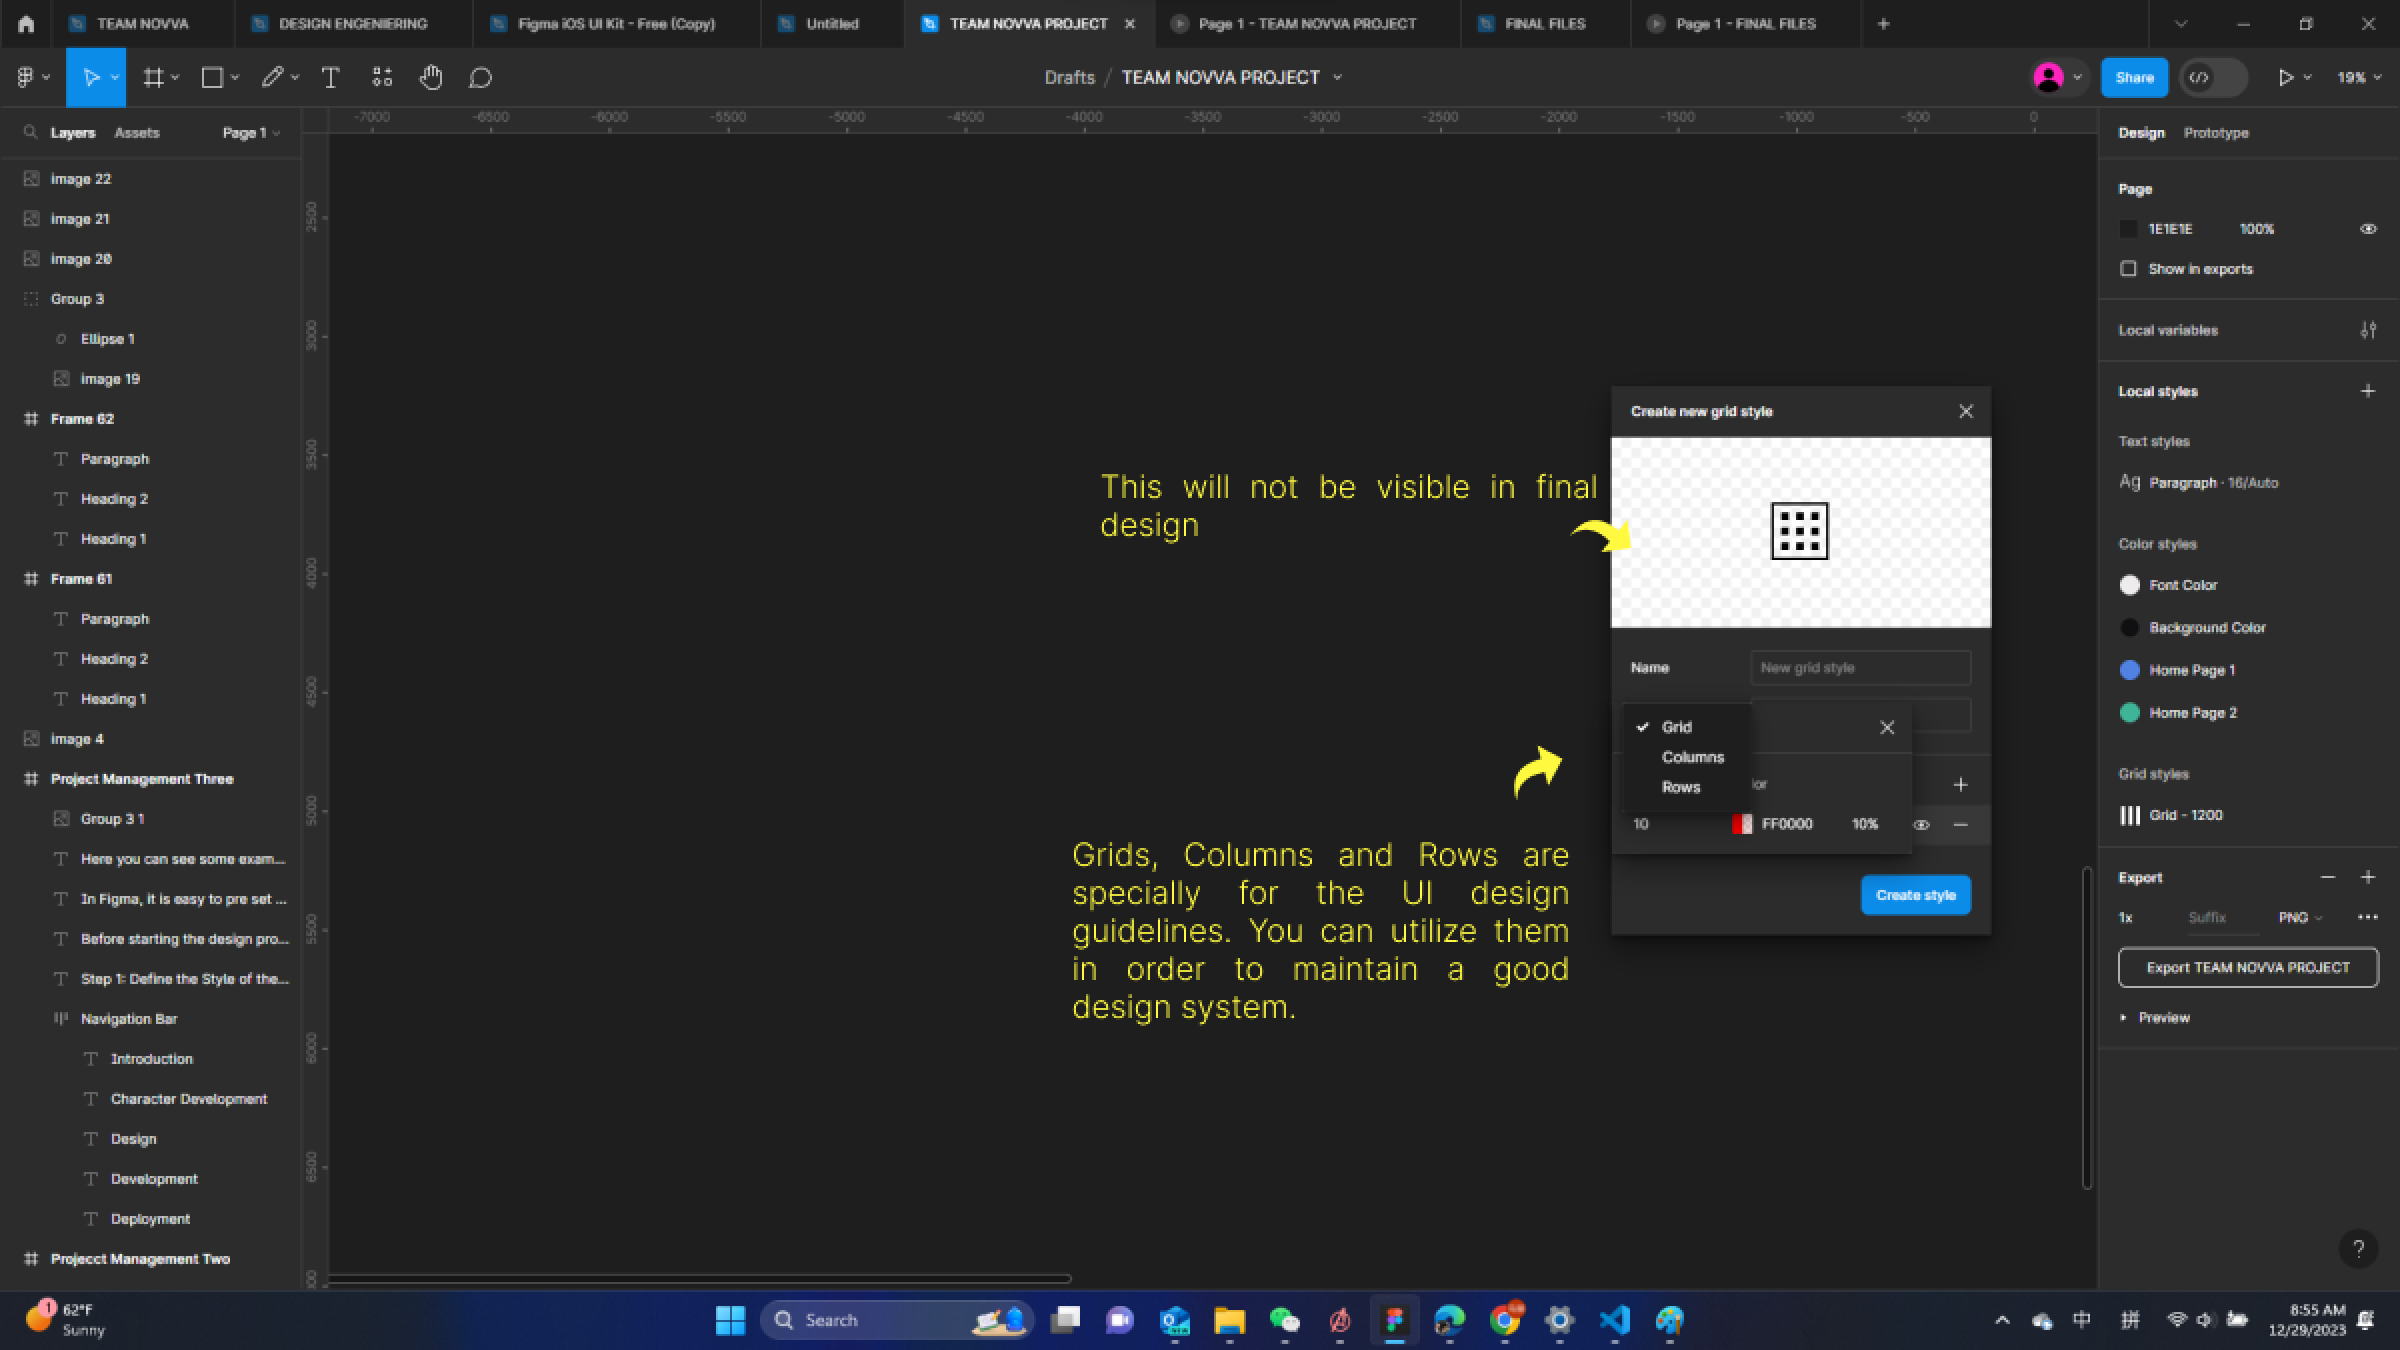 TEAM NOVVA
DESIGN ENGENIERING
Figma iOS UI Kit - Free (Copy)
Untitled
TEAM NOVVA PROJECT
Page 1 - TEAM NOVVA PROJECT
FINAL FILES
Page 1 - FINAL FILES
Drafts / TEAM NOVVA PROJECT
Share
19%
Layers Assets Page 1
image 22
image 21
image 20
Group 3
Ellipse 1
image 19
Frame 62
Paragraph
Heading 2
Heading 1
Frame 61
Paragraph
Heading 2
Heading 1
image 4
Project Management Three
Group 3 1
Here you can see some exam...
In Figma, it is easy to pre set ...
Before starting the design pro...
Step 1: Define the Style of the...
Navigation Bar
Introduction
Character Development
Design
Development
Deployment
Projecct Management Two
-7000 -6500 -6000 -5500 -5000 -4500 -4000 -3500 -3000 -2500 -2000 -1500 -1000 -500 0
2500
3000
3500
4000
4500
5000
5500
6000
6500
This will not be visible in final
design
Grids, Columns and Rows are
specially for the UI design
guidelines. You can utilize them
in order to maintain a good
design system.
Create new grid style
Name New grid style
Grid
Columns
Rows
10 FF0000 10%
Create style
Design Prototype
Page
1E1E1E 100%
Show in exports
Local variables
Local styles
Text styles
Ag Paragraph · 16/Auto
Color styles
Font Color
Background Color
Home Page 1
Home Page 2
Grid styles
Grid - 1200
Export
1x Suffix PNG
Export TEAM NOVVA PROJECT
Preview
?
1
62°F
Sunny
Search
中
拼
8:55 AM
12/29/2023